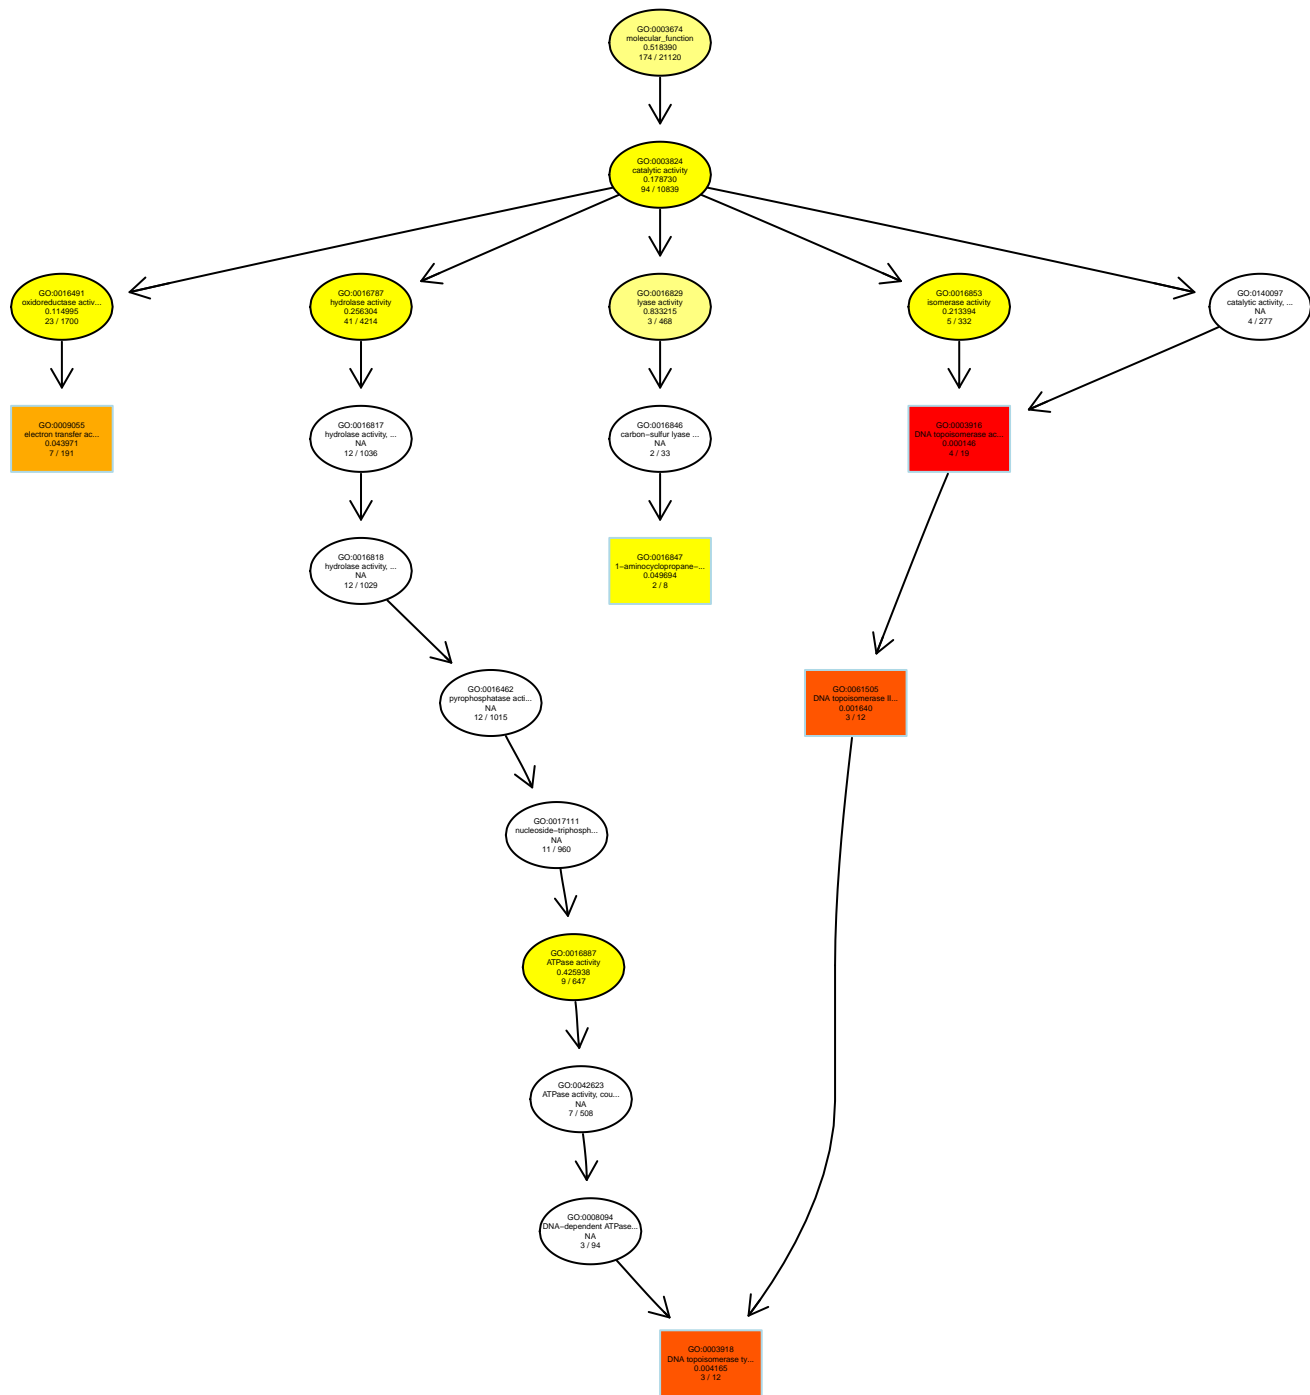 GO:0003674
molecular_function
0.518390
174 / 21120
GO:0003824
catalytic activity
0.178730
94 / 10839
GO:0016491
oxidoreductase activ...
0.114995
23 / 1700
GO:0016787
hydrolase activity
0.256304
41 / 4214
GO:0016829
lyase activity
0.833215
3 / 468
GO:0016853
isomerase activity
0.213394
5 / 332
GO:0140097
catalytic activity, ...
NA
4 / 277
GO:0009055
electron transfer ac...
0.043971
7 / 191
GO:0016817
hydrolase activity, ...
NA
12 / 1036
GO:0016846
carbon−sulfur lyase ...
NA
2 / 33
GO:0003916
DNA topoisomerase ac...
0.000146
4 / 19
GO:0016818
hydrolase activity, ...
NA
12 / 1029
GO:0016847
1−aminocyclopropane−...
0.049694
2 / 8
GO:0016462
pyrophosphatase acti...
NA
12 / 1015
GO:0061505
DNA topoisomerase II...
0.001640
3 / 12
GO:0017111
nucleoside−triphosph...
NA
11 / 960
GO:0016887
ATPase activity
0.425938
9 / 647
GO:0042623
ATPase activity, cou...
NA
7 / 508
GO:0008094
DNA−dependent ATPase...
NA
3 / 94
GO:0003918
DNA topoisomerase ty...
0.004165
3 / 12